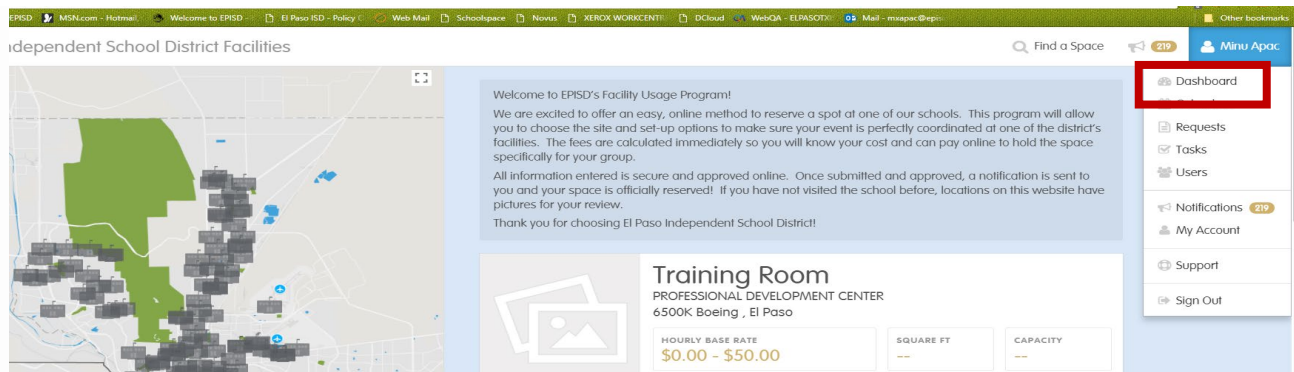 EPISD MSN.com - Hotmail, Welcome to EPISD - El Paso ISD - Policy Web Mail Schoolspace Novus XEROX WORKCENTR DCloud WebQA - ELPASOTX Mail - mxapac@epis Other bookmarks
ndependent School District Facilities Find a Space 219 Minu Apac
Dashboard
Requests
Tasks
Users
Notifications 219
My Account
Support
Sign Out
Welcome to EPISD's Facility Usage Program!
We are excited to offer an easy, online method to reserve a spot at one of our schools. This program will allow
you to choose the site and set-up options to make sure your event is perfectly coordinated at one of the district's
facilities. The fees are calculated immediately so you will know your cost and can pay online to hold the space
specifically for your group.
All information entered is secure and approved online. Once submitted and approved, a notification is sent to
you and your space is officially reserved! If you have not visited the school before, locations on this website have
pictures for your review.
Thank you for choosing El Paso Independent School District!
Training Room
PROFESSIONAL DEVELOPMENT CENTER
6500K Boeing , El Paso
HOURLY BASE RATE SQUARE FT CAPACITY
$0.00 - $50.00 -- --